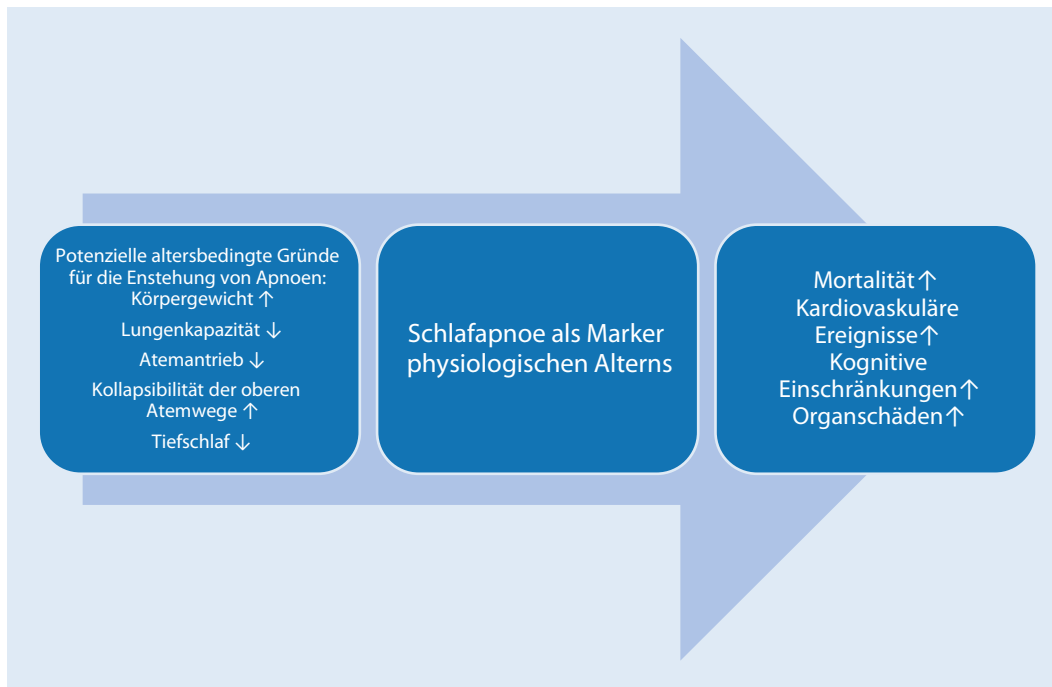 Potenzielle altersbedingte Gründe
für die Enstehung von Apnoen:
Körpergewicht ↑
Lungenkapazität ↓
Atemantrieb ↓
Kollapsibilität der oberen
Atemwege ↑
Tiefschlaf ↓
Schlafapnoe als Marker
physiologischen Alterns
Mortalität↑
Kardiovaskuläre
Ereignisse↑
Kognitive
Einschränkungen↑
Organschäden↑